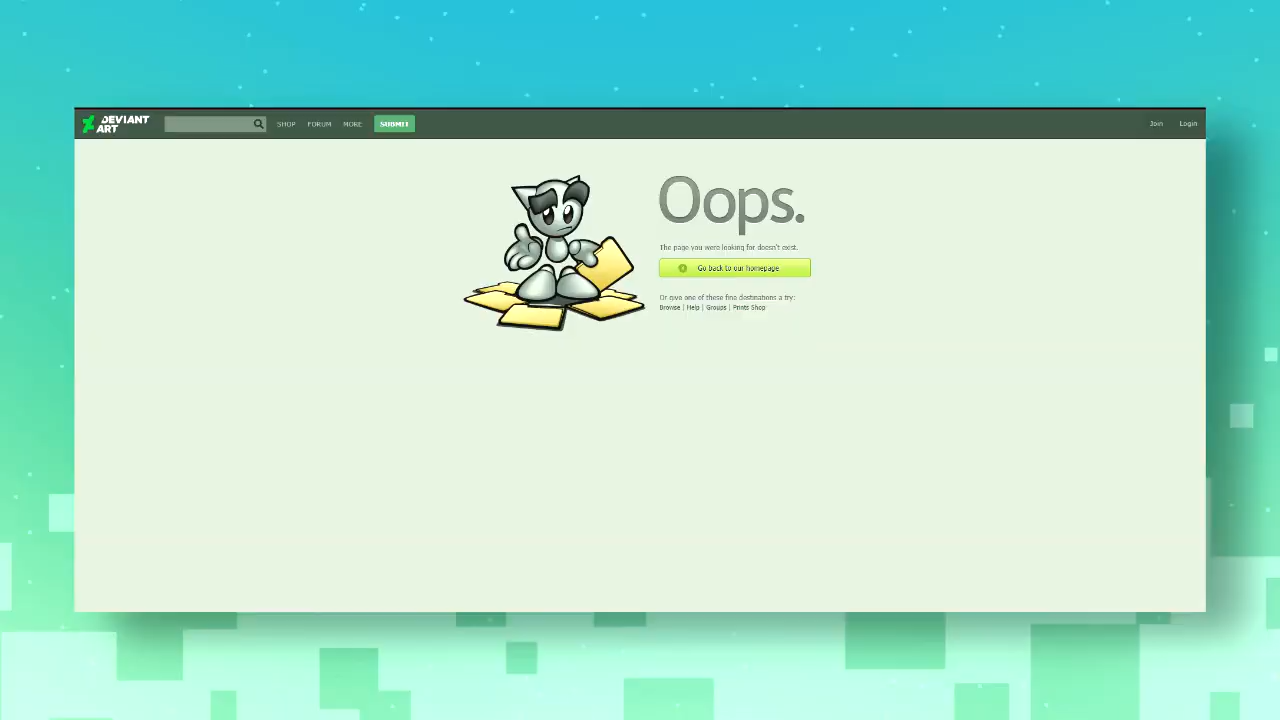 DEVIANT
ART
SHOP FORUM MORE SUBMIT Join Login
Oops.
The page you were looking for doesn't exist.
Go back to our homepage
Or give one of these fine destinations a try:
Browse | Help | Groups | Prints Shop